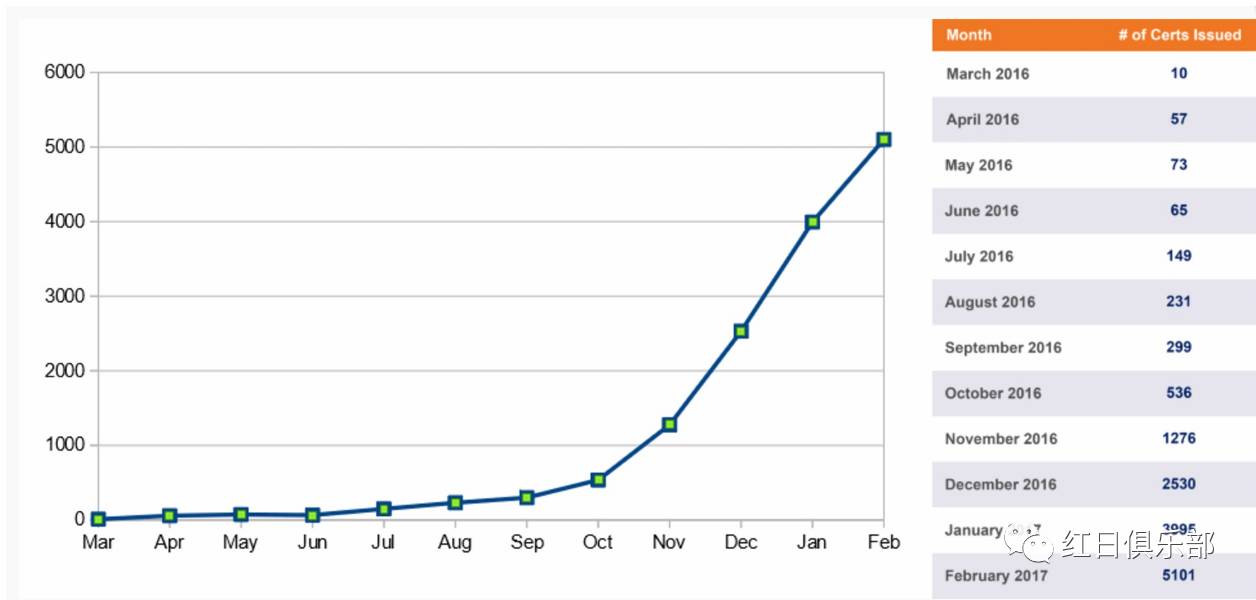 6000
5000
4000
3000
2000
1000
0
Mar Apr May Jun Jul Aug Sep Oct Nov Dec Jan Feb
Month # of Certs Issued
March 2016 10
April 2016 57
May 2016 73
June 2016 65
July 2016 149
August 2016 231
September 2016 299
October 2016 536
November 2016 1276
December 2016 2530
January 3995
红日俱乐部
February 2017 5101